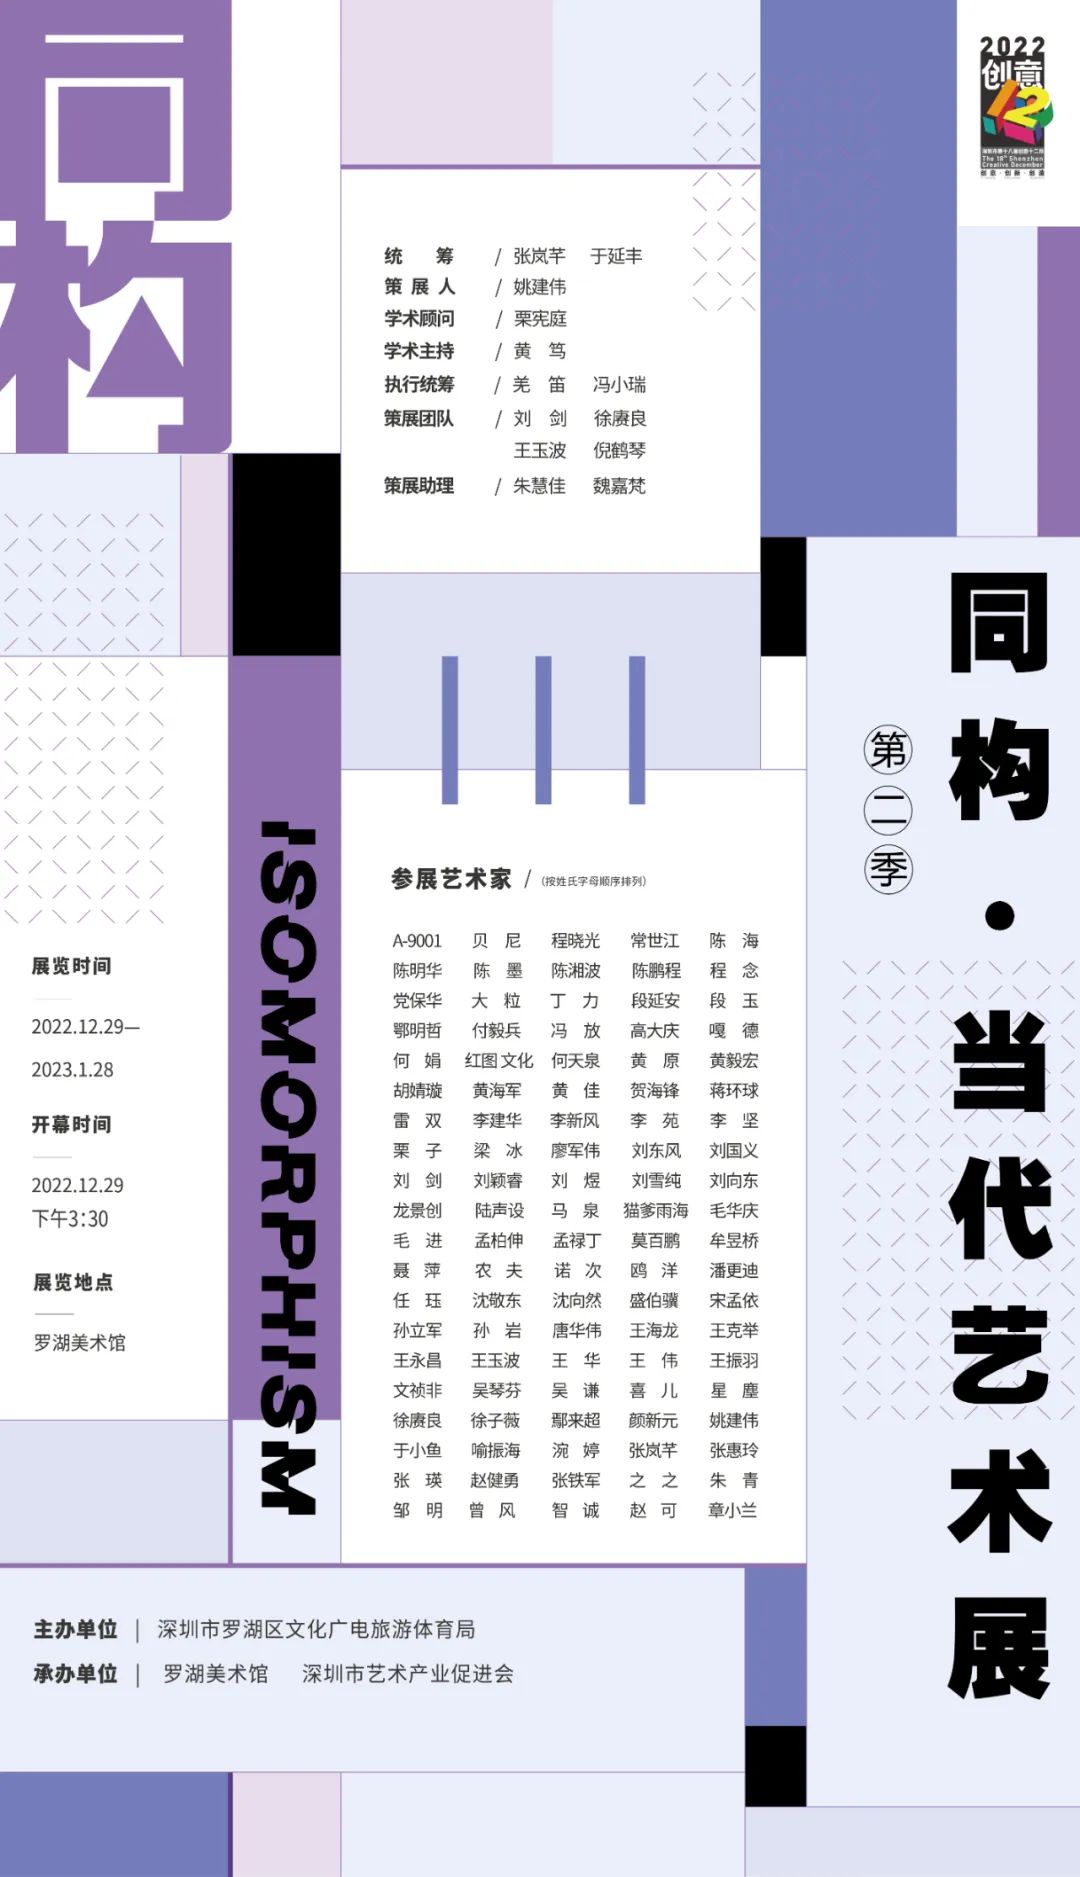 同
构
2022
创意
12
深圳市第十八届创意十二月
The 18th Shenzhen
Creative December
创意·创新·创造
统 筹 / 张岚芊 于延丰
策 展 人 / 姚建伟
学术顾问 / 栗宪庭
学术主持 / 黄 笃
执行统筹 / 羌 笛 冯小瑞
策展团队 / 刘 剑 徐赓良
王玉波 倪鹤琴
策展助理 / 朱慧佳 魏嘉梵
同构·当代艺术展
第二季
ISOMORPHISM
参展艺术家 / (按姓氏字母顺序排列)
A-9001 贝 尼 程晓光 常世江 陈 海
陈明华 陈 墨 陈湘波 陈鹏程 程 念
党保华 大 粒 丁 力 段延安 段 玉
鄂明哲 付毅兵 冯 放 高大庆 嘎 德
何 娟 红图文化 何天泉 黄 原 黄毅宏
胡婧璇 黄海军 黄 佳 贺海锋 蒋环球
雷 双 李建华 李新风 李 苑 李 坚
栗 子 梁 冰 廖军伟 刘东风 刘国义
刘 剑 刘颖睿 刘 煜 刘雪纯 刘向东
龙景创 陆声设 马 泉 猫爹雨海 毛华庆
毛 进 孟柏伸 孟禄丁 莫百鹏 牟昱桥
聂 萍 农 夫 诺 次 鸥 洋 潘更迪
任 珏 沈敬东 沈向然 盛伯骥 宋孟依
孙立军 孙 岩 唐华伟 王海龙 王克举
王永昌 王玉波 王 华 王 伟 王振羽
文祯非 吴琴芬 吴 谦 喜 儿 星 塵
徐赓良 徐子薇 鄢来超 颜新元 姚建伟
于小鱼 喻振海 涴 婷 张岚芊 张惠玲
张 瑛 赵健勇 张铁军 之 之 朱 青
邹 明 曾 风 智 诚 赵 可 章小兰
展览时间
2022.12.29—
2023.1.28
开幕时间
2022.12.29
下午3:30
展览地点
罗湖美术馆
主办单位 | 深圳市罗湖区文化广电旅游体育局
承办单位 | 罗湖美术馆 深圳市艺术产业促进会